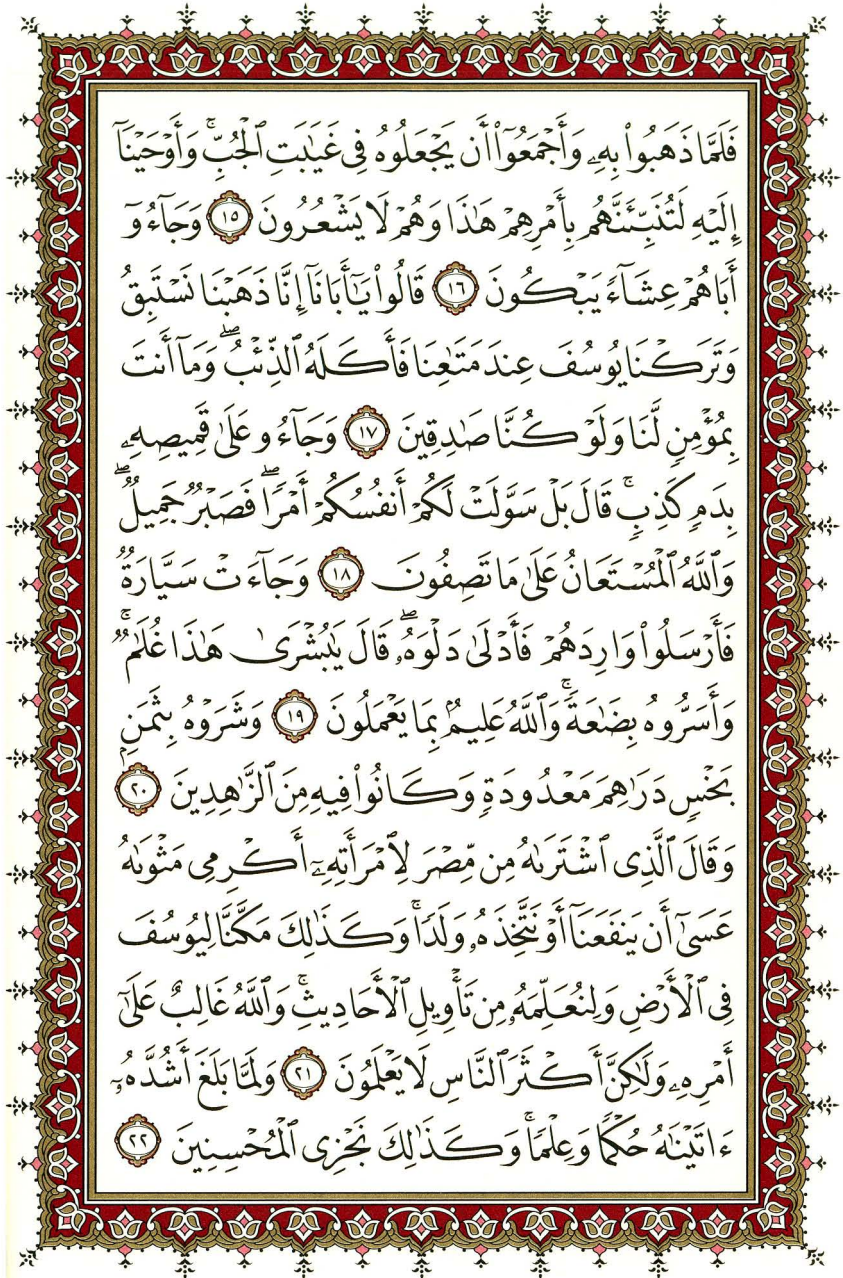 فَلَمَّا ذَهَبُوا۟ بِهِۦ وَأَجْمَعُوٓا۟ أَن يَجْعَلُوهُ فِى غَيَٰبَتِ ٱلْجُبِّ ۚ وَأَوْحَيْنَآ
إِلَيْهِ لَتُنَبِّئَنَّهُم بِأَمْرِهِمْ هَٰذَا وَهُمْ لَا يَشْعُرُونَ ١٥ وَجَآءُو
أَبَاهُمْ عِشَآءً يَبْكُونَ ١٦ قَالُوا۟ يَٰٓأَبَانَآ إِنَّا ذَهَبْنَا نَسْتَبِقُ
وَتَرَكْنَا يُوسُفَ عِندَ مَتَٰعِنَا فَأَكَلَهُ ٱلذِّئْبُ ۖ وَمَآ أَنتَ
بِمُؤْمِنٍ لَّنَا وَلَوْ كُنَّا صَٰدِقِينَ ١٧ وَجَآءُو عَلَىٰ قَمِيصِهِۦ
بِدَمٍ كَذِبٍ ۚ قَالَ بَلْ سَوَّلَتْ لَكُمْ أَنفُسُكُمْ أَمْرًا ۖ فَصَبْرٌ جَمِيلٌ ۖ
وَٱللَّهُ ٱلْمُسْتَعَانُ عَلَىٰ مَا تَصِفُونَ ١٨ وَجَآءَتْ سَيَّارَةٌ
فَأَرْسَلُوا۟ وَارِدَهُمْ فَأَدْلَىٰ دَلْوَهُۥ ۖ قَالَ يَٰبُشْرَىٰ هَٰذَا غُلَٰمٌ ۚ
وَأَسَرُّوهُ بِضَٰعَةً ۚ وَٱللَّهُ عَلِيمٌۢ بِمَا يَعْمَلُونَ ١٩ وَشَرَوْهُ بِثَمَنٍۭ
بَخْسٍ دَرَٰهِمَ مَعْدُودَةٍ وَكَانُوا۟ فِيهِ مِنَ ٱلزَّٰهِدِينَ ٢٠
وَقَالَ ٱلَّذِى ٱشْتَرَىٰهُ مِن مِّصْرَ لِٱمْرَأَتِهِۦٓ أَكْرِمِى مَثْوَىٰهُ
عَسَىٰٓ أَن يَنفَعَنَآ أَوْ نَتَّخِذَهُۥ وَلَدًا ۚ وَكَذَٰلِكَ مَكَّنَّا لِيُوسُفَ
فِى ٱلْأَرْضِ وَلِنُعَلِّمَهُۥ مِن تَأْوِيلِ ٱلْأَحَادِيثِ ۚ وَٱللَّهُ غَالِبٌ عَلَىٰٓ
أَمْرِهِۦ وَلَٰكِنَّ أَكْثَرَ ٱلنَّاسِ لَا يَعْلَمُونَ ٢١ وَلَمَّا بَلَغَ أَشُدَّهُۥٓ
ءَاتَيْنَٰهُ حُكْمًا وَعِلْمًا ۚ وَكَذَٰلِكَ نَجْزِى ٱلْمُحْسِنِينَ ٢٢